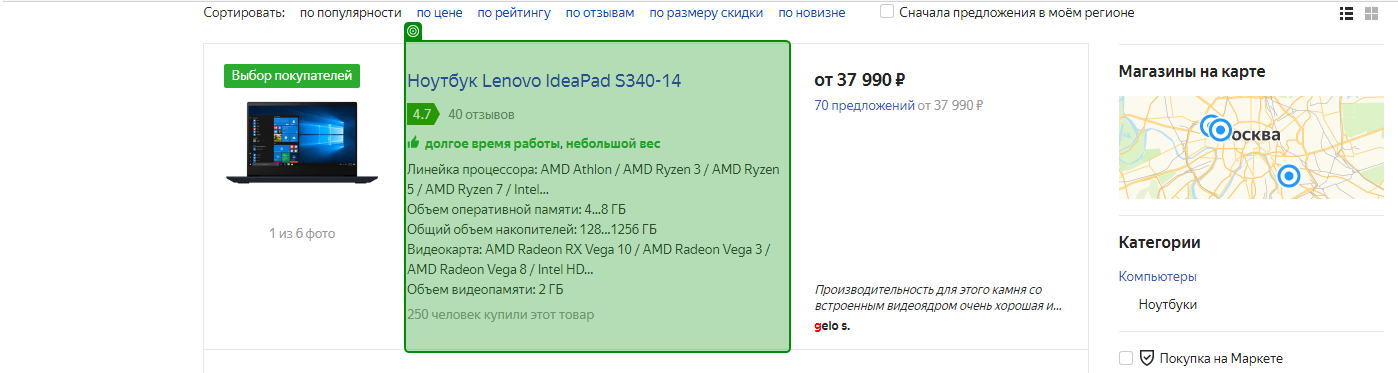 Сортировать: по популярности по цене по рейтингу по отзывам по размеру скидки по новизне Сначала предложения в моём регионе
Выбор покупателей
1 из 6 фото
Ноутбук Lenovo IdeaPad S340-14
4.7 40 отзывов
долгое время работы, небольшой вес
Линейка процессора: AMD Athlon / AMD Ryzen 3 / AMD Ryzen
5 / AMD Ryzen 7 / Intel...
Объем оперативной памяти: 4...8 ГБ
Общий объем накопителей: 128...1256 ГБ
Видеокарта: AMD Radeon RX Vega 10 / AMD Radeon Vega 3 /
AMD Radeon Vega 8 / Intel HD...
Объем видеопамяти: 2 ГБ
250 человек купили этот товар
от 37 990 ₽
70 предложений от 37 990 ₽
Производительность для этого камня со
встроенным видеоядром очень хорошая и...
gelo s.
Магазины на карте
Москва
Категории
Компьютеры
Ноутбуки
Покупка на Маркете